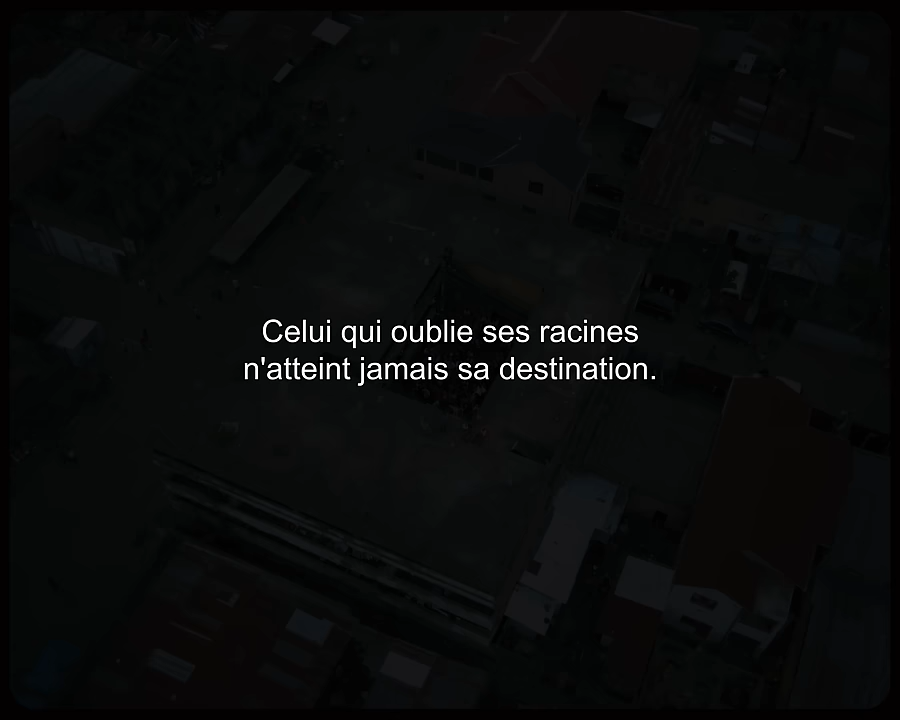 Celui qui oublie ses racines
n'atteint jamais sa destination.